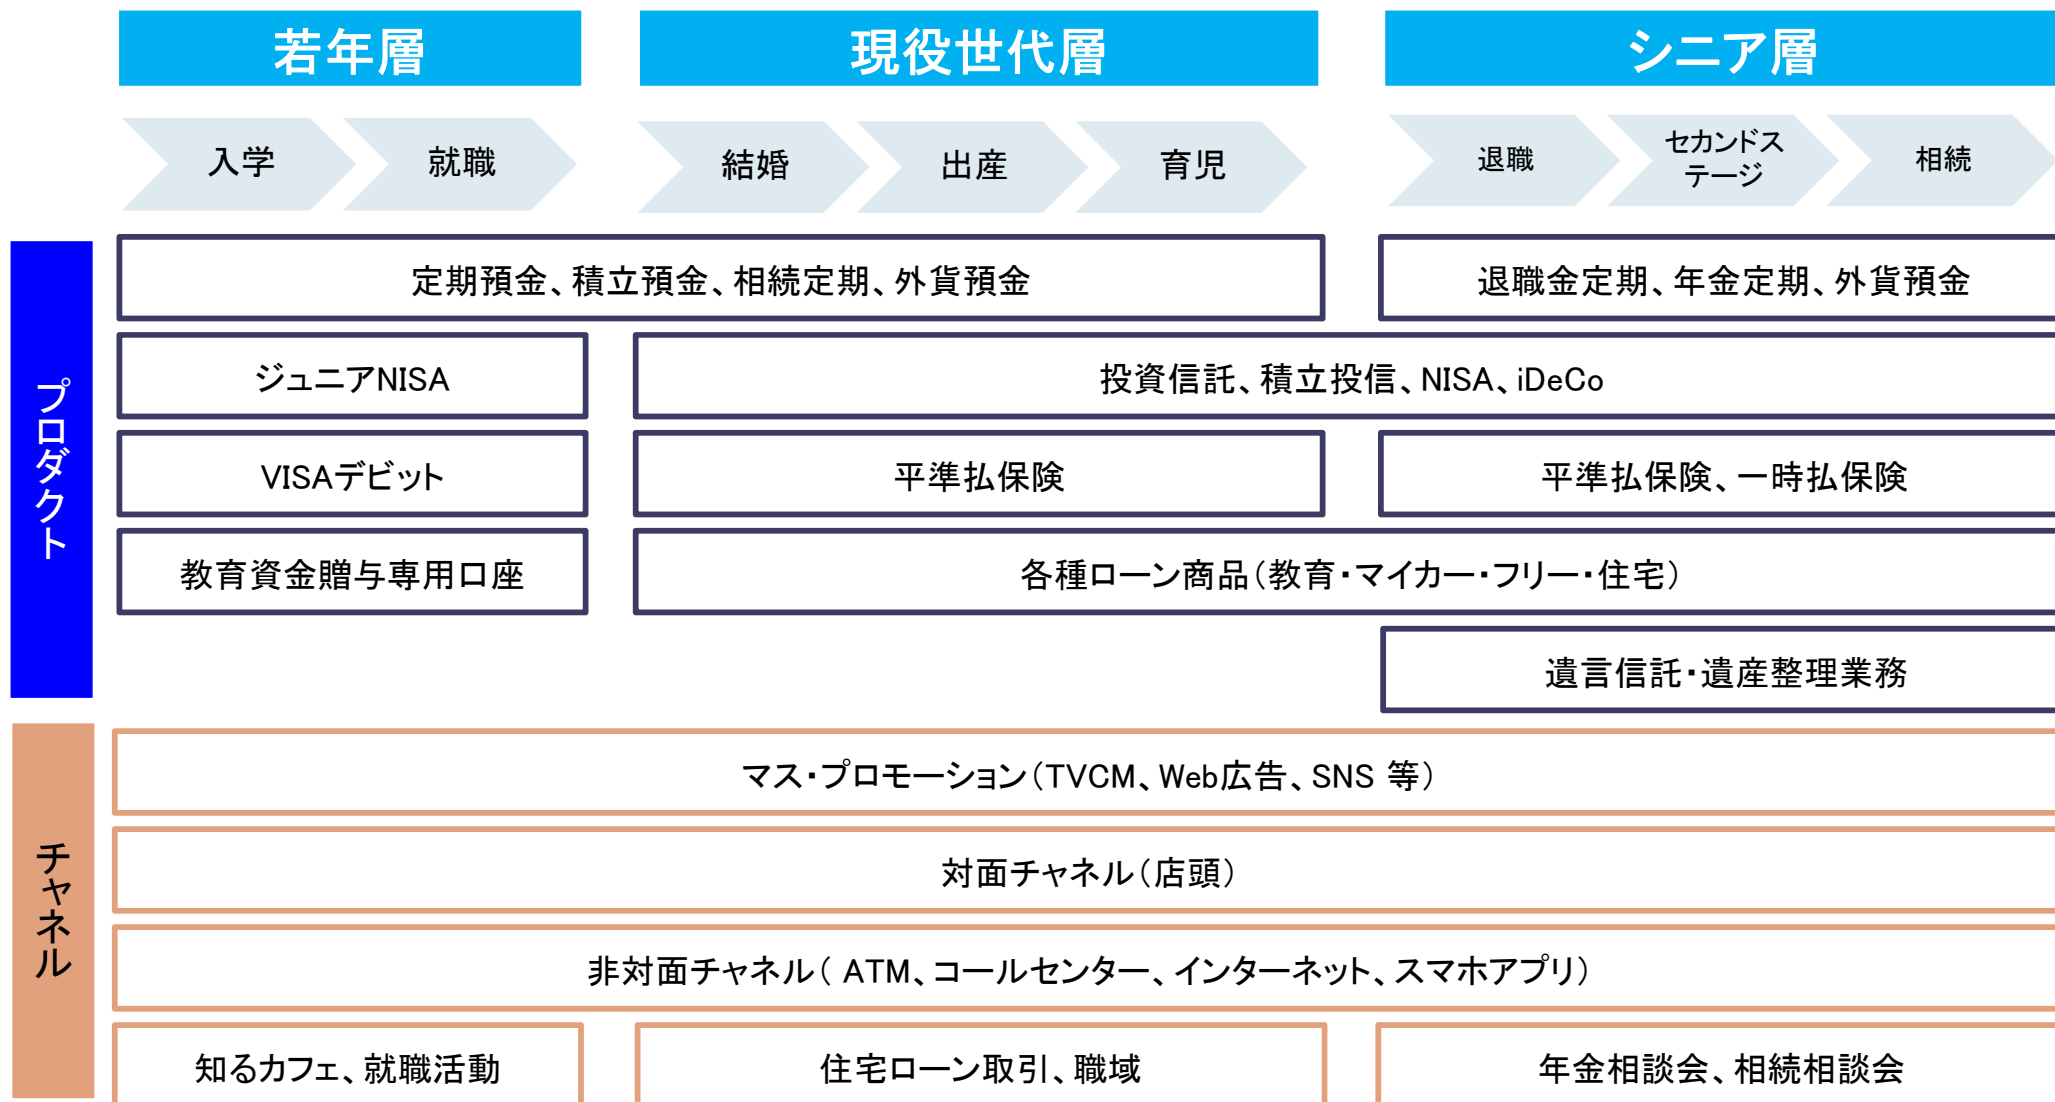 若年層
現役世代層
シニア層
入学
就職
結婚
出産
育児
退職
セカンドス
テージ
相続
プロダクト
定期預金、積立預金、相続定期、外貨預金
退職金定期、年金定期、外貨預金
ジュニアNISA
投資信託、積立投信、NISA、iDeCo
VISAデビット
平準払保険
平準払保険、一時払保険
教育資金贈与専用口座
各種ローン商品（教育・マイカー・フリー・住宅）
遺言信託・遺産整理業務
チャネル
マス・プロモーション（TVCM、Web広告、SNS 等）
対面チャネル（店頭）
非対面チャネル（ ATM、コールセンター、インターネット、スマホアプリ）
知るカフェ、就職活動
住宅ローン取引、職域
年金相談会、相続相談会